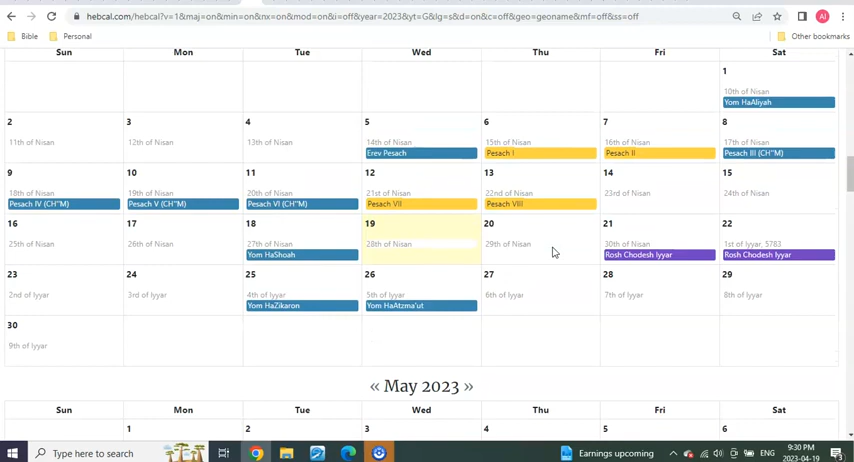 hebcal.com/hebcal?v=1&maj=on&min=on&nx=on&mod=on&i=off&year=2023&yt=G&lg=s&d=on&c=off&geo=geoname&mf=off&ss=off
AI
Bible Personal Other bookmarks
Sun Mon Tue Wed Thu Fri Sat
1
10th of Nisan
Yom HaAliyah
2 3 4 5 6 7 8
11th of Nisan 12th of Nisan 13th of Nisan 14th of Nisan 15th of Nisan 16th of Nisan 17th of Nisan
Erev Pesach Pesach I Pesach II Pesach III (CH"M)
9 10 11 12 13 14 15
18th of Nisan 19th of Nisan 20th of Nisan 21st of Nisan 22nd of Nisan 23rd of Nisan 24th of Nisan
Pesach IV (CH"M) Pesach V (CH"M) Pesach VI (CH"M) Pesach VII Pesach VIII
16 17 18 19 20 21 22
25th of Nisan 26th of Nisan 27th of Nisan 28th of Nisan 29th of Nisan 30th of Nisan 1st of Iyyar, 5783
Yom HaShoah Rosh Chodesh Iyyar Rosh Chodesh Iyyar
23 24 25 26 27 28 29
2nd of Iyyar 3rd of Iyyar 4th of Iyyar 5th of Iyyar 6th of Iyyar 7th of Iyyar 8th of Iyyar
Yom HaZikaron Yom HaAtzma'ut
30
9th of Iyyar
« May 2023 »
Sun Mon Tue Wed Thu Fri Sat
1 2 3 4 5 6
Type here to search Earnings upcoming ENG 9:30 PM
2023-04-19
3